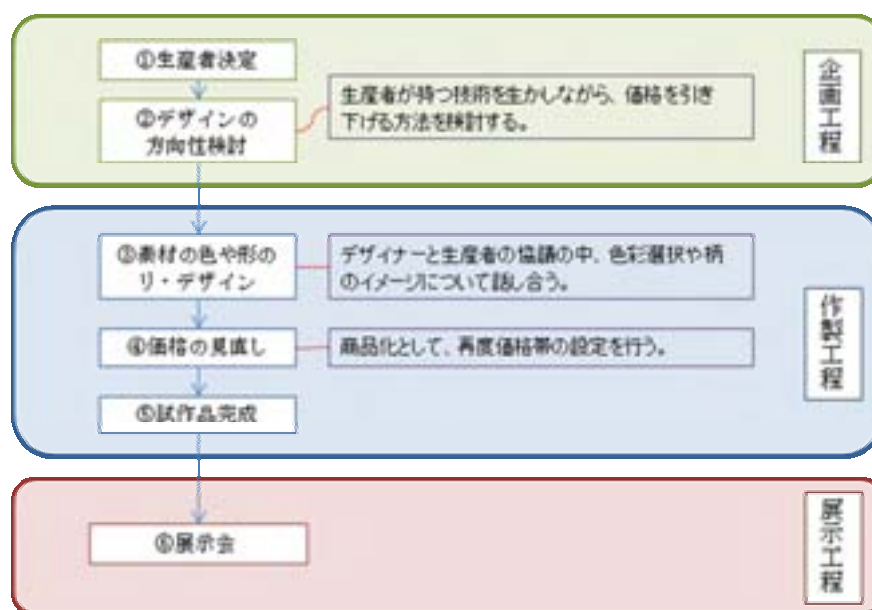 ①生産者決定
②デザインの
方向性検討
生産者が持つ技術を生かしながら、価格を引き
下げる方法を検討する。
企画工程
③素材の色や形の
リ・デザイン
デザイナーと生産者の協議の中、色彩選択や柄
のイメージについて話し合う。
④価格の見直し
商品化として、再度価格帯の設定を行う。
⑤試作品完成
作製工程
⑥展示会
展示工程